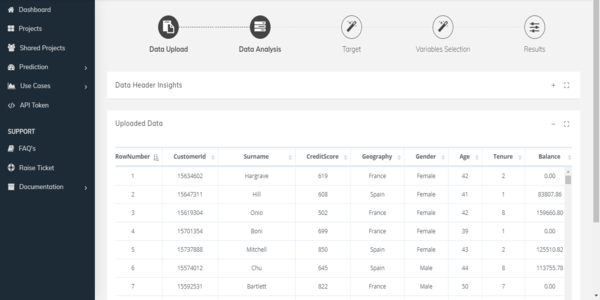 Dashboard
Projects
Shared Projects
Prediction
Use Cases
API Token
SUPPORT
FAQ's
Raise Ticket
Documentation
Data Upload Data Analysis Target Variables Selection Results
Data Header Insights
Uploaded Data
RowNumber CustomerId Surname CreditScore Geography Gender Age Tenure Balance
1 15634602 Hargrave 619 France Female 42 2 0.00
2 15647311 Hill 608 Spain Female 41 1 83807.86
3 15619304 Onio 502 France Female 42 8 159660.80
4 15701354 Boni 699 France Female 39 1 0.00
5 15737888 Mitchell 850 Spain Female 43 2 125510.82
6 15574012 Chu 645 Spain Male 44 8 113755.78
7 15592531 Bartlett 822 France Male 50 7 0.00